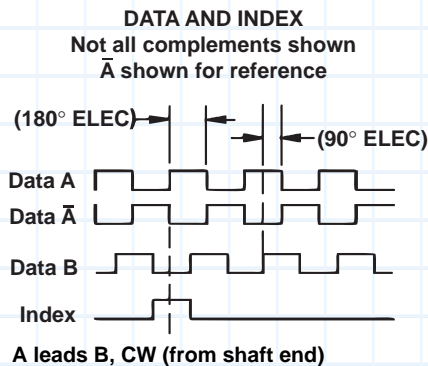 DATA AND INDEX
Not all complements shown
A̅ shown for reference
(180° ELEC)
(90° ELEC)
Data A
Data A̅
Data B
Index
A leads B, CW (from shaft end)